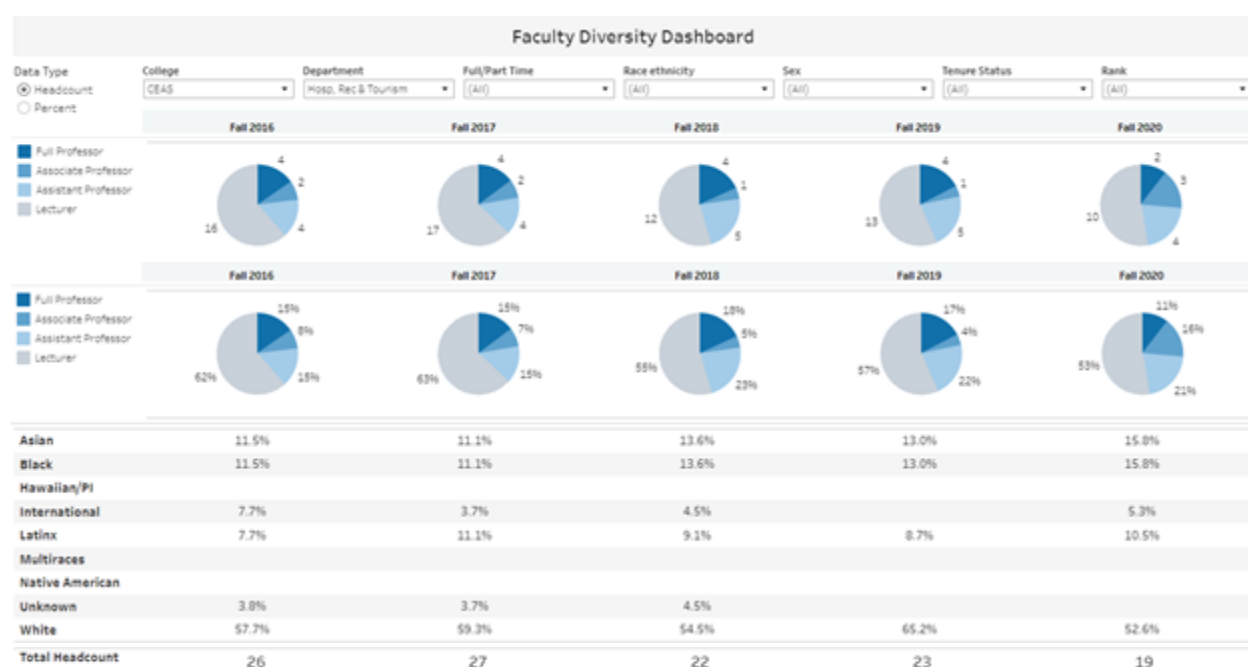 Faculty Diversity Dashboard
Data Type College Department Full/Part Time Race ethnicity Sex Tenure Status Rank
Headcount CEAS Hosp, Rec & Tourism (All) (All) (All) (All) (All)
Percent
Fall 2016 Fall 2017 Fall 2018 Fall 2019 Fall 2020
Full Professor
Associate Professor
Assistant Professor
Lecturer
4 2 4 16
4 2 4 17
4 1 5 12
4 1 5 13
2 3 4 10
Fall 2016 Fall 2017 Fall 2018 Fall 2019 Fall 2020
Full Professor
Associate Professor
Assistant Professor
Lecturer
15% 8% 15% 62%
15% 7% 15% 63%
18% 5% 23% 55%
17% 4% 22% 57%
11% 16% 21% 53%
Asian 11.5% 11.1% 13.6% 13.0% 15.8%
Black 11.5% 11.1% 13.6% 13.0% 15.8%
Hawaiian/PI
International 7.7% 3.7% 4.5% 5.3%
Latinx 7.7% 11.1% 9.1% 8.7% 10.5%
Multiraces
Native American
Unknown 3.8% 3.7% 4.5%
White 57.7% 59.3% 54.5% 65.2% 52.6%
Total Headcount 26 27 22 23 19